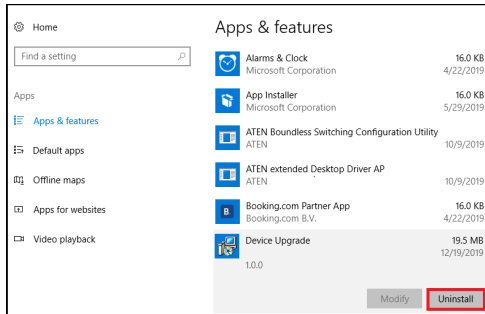 Home
Find a setting
Apps
Apps & features
Default apps
Offline maps
Apps for websites
Video playback
Apps & features
Alarms & Clock 16.0 KB
Microsoft Corporation 4/22/2019
App Installer 16.0 KB
Microsoft Corporation 5/29/2019
ATEN Boundless Switching Configuration Utility
ATEN 10/9/2019
ATEN extended Desktop Driver AP
ATEN 10/9/2019
B
Booking.com Partner App 16.0 KB
Booking.com B.V. 4/22/2019
Device Upgrade 19.5 MB
12/19/2019
1.0.0
Modify Uninstall